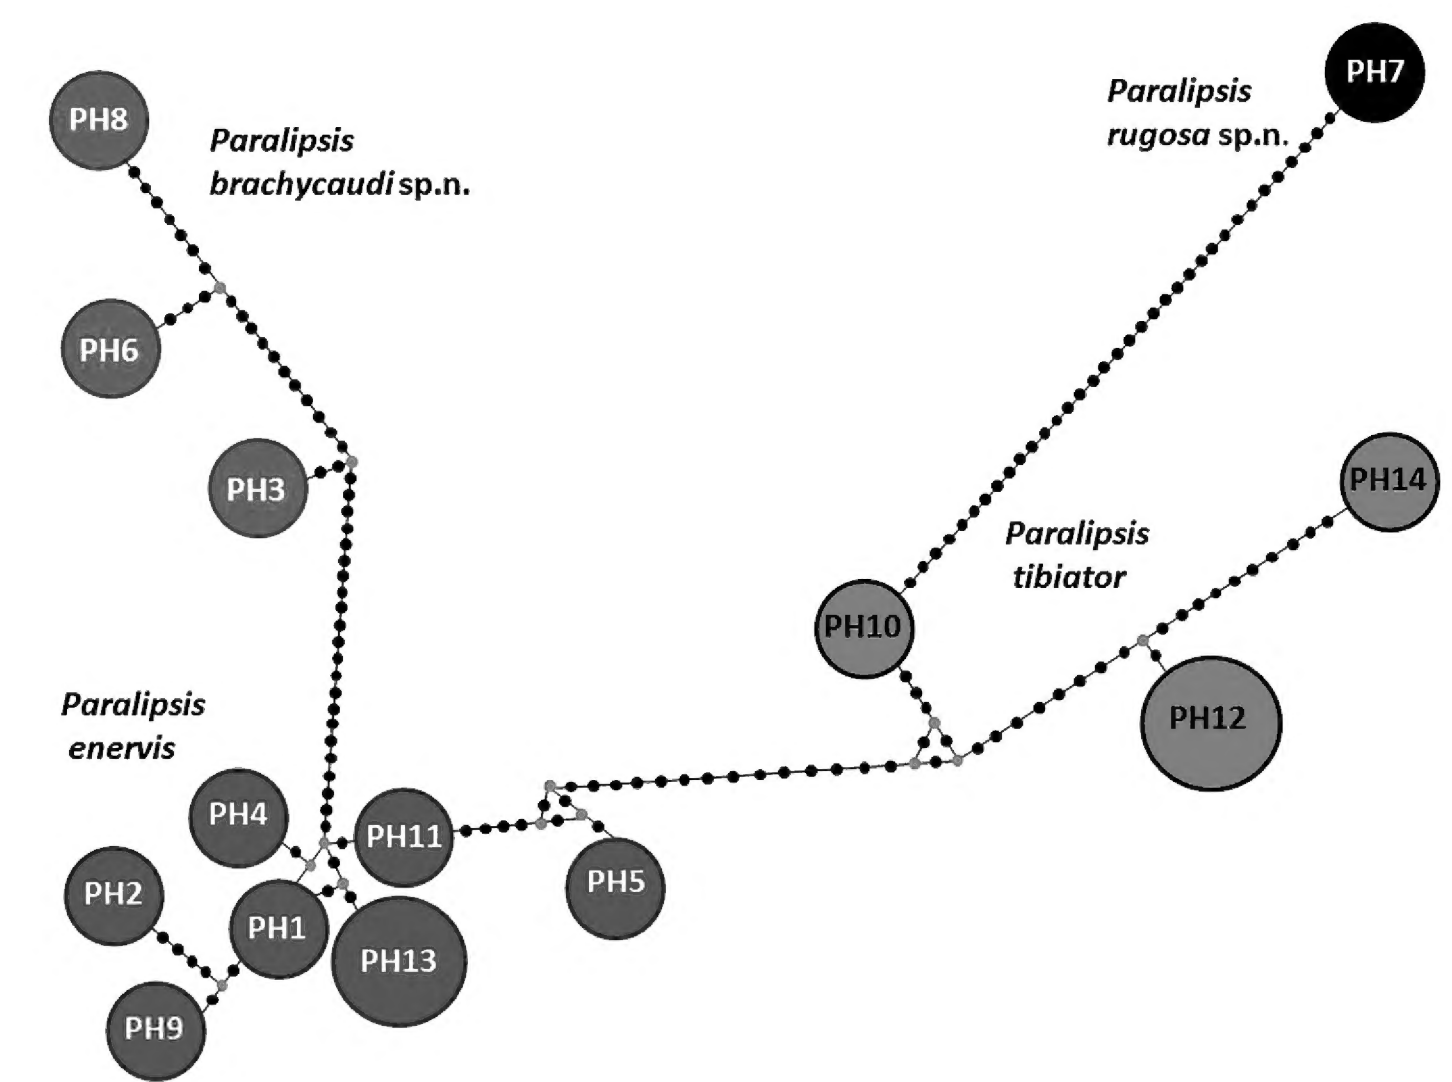 PH7
Paralipsis
rugosa sp.n.
PH8
Paralipsis
brachycaudi sp.n.
PH6
PH3
PH14
Paralipsis
tibiator
PH10
PH12
Paralipsis
enervis
PH4
PH11
PH5
PH2
PH1
PH13
PH9